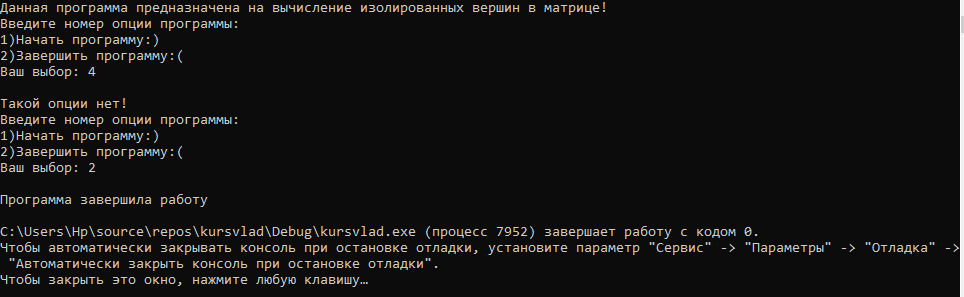 Данная программа предназначена на вычисление изолированных вершин в матрице!
Введите номер опции программы:
1)Начать программу:)
2)Завершить программу:(
Ваш выбор: 4
Такой опции нет!
Введите номер опции программы:
1)Начать программу:)
2)Завершить программу:(
Ваш выбор: 2
Программа завершила работу
C:\Users\Hp\source\repos\kursvlad\Debug\kursvlad.exe (процесс 7952) завершает работу с кодом 0.
Чтобы автоматически закрывать консоль при остановке отладки, установите параметр "Сервис" -> "Параметры" -> "Отладка" ->
"Автоматически закрыть консоль при остановке отладки".
Чтобы закрыть это окно, нажмите любую клавишу…